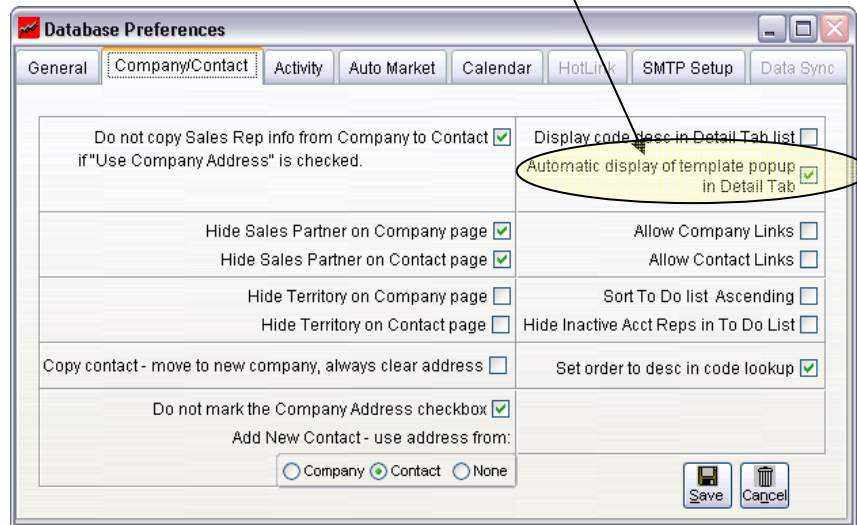 Database Preferences
General Company/Contact Activity Auto Market Calendar HotLink SMTP Setup Data Sync
Do not copy Sales Rep info from Company to Contact
if "Use Company Address" is checked.
Display code desc in Detail Tab list
Automatic display of template popup
in Detail Tab
Hide Sales Partner on Company page
Hide Sales Partner on Contact page
Allow Company Links
Allow Contact Links
Hide Territory on Company page
Hide Territory on Contact page
Sort To Do list Ascending
Hide Inactive Acct Reps in To Do List
Copy contact - move to new company, always clear address
Set order to desc in code lookup
Do not mark the Company Address checkbox
Add New Contact - use address from:
Company Contact None
Save Cancel